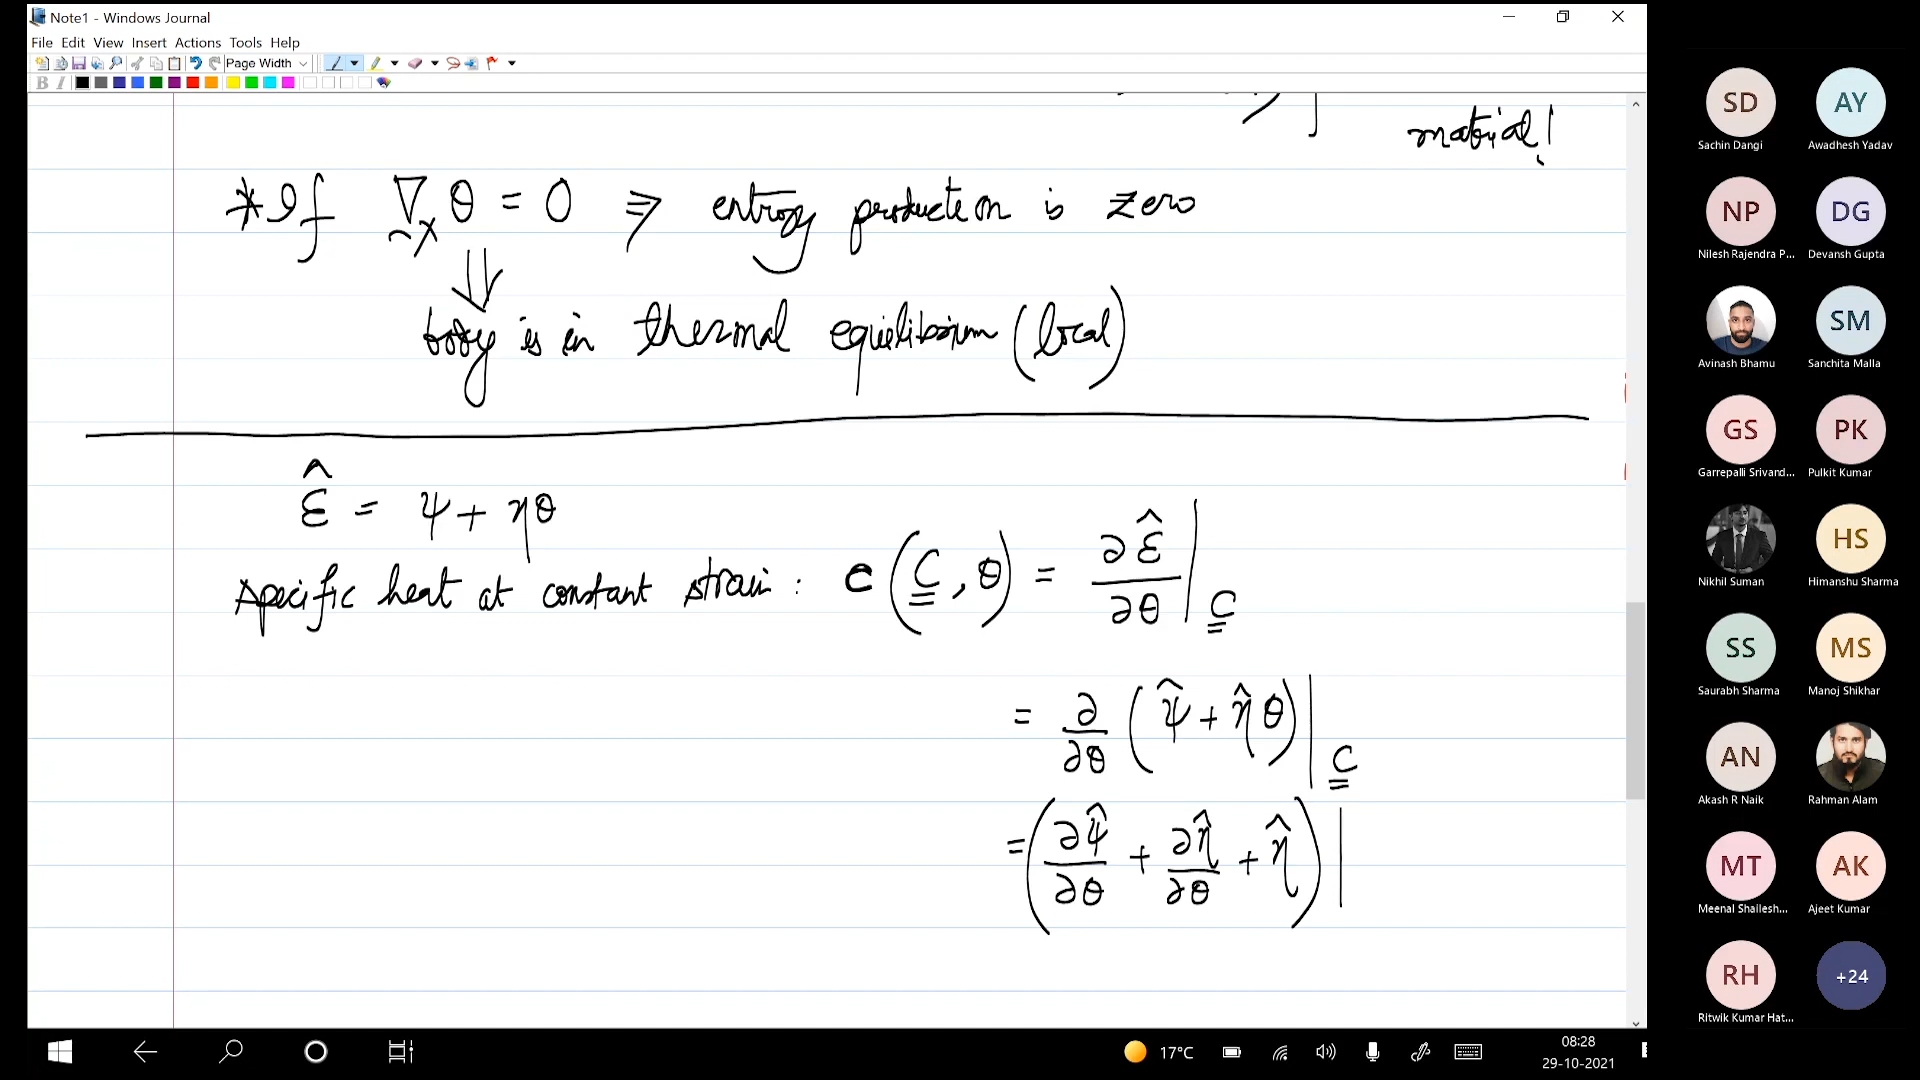 Note1 - Windows Journal
File Edit View Insert Actions Tools Help
Page Width
B I
material!
*If ∇_X θ = 0 ⇒ entropy production is zero
⇓
body is in thermal equilibrium (local)
ε̂ = ψ + ηθ
Specific heat at constant strain: c(C, θ) = ∂ε̂/∂θ |_C
= ∂/∂θ (ψ̂ + η̂θ) |_C
= (∂ψ̂/∂θ + ∂η̂/∂θ + η̂) |
SD AY
Sachin Dangi Awadhesh Yadav
NP DG
Nilesh Rajendra P... Devansh Gupta
SM
Avinash Bhamu Sanchita Malla
GS PK
Garrepalli Srivand... Pulkit Kumar
HS
Nikhil Suman Himanshu Sharma
SS MS
Saurabh Sharma Manoj Shikhar
AN
Akash R Naik Rahman Alam
MT AK
Meenal Shailesh... Ajeet Kumar
RH +24
Ritwik Kumar Hat...
17°C
08:28
29-10-2021